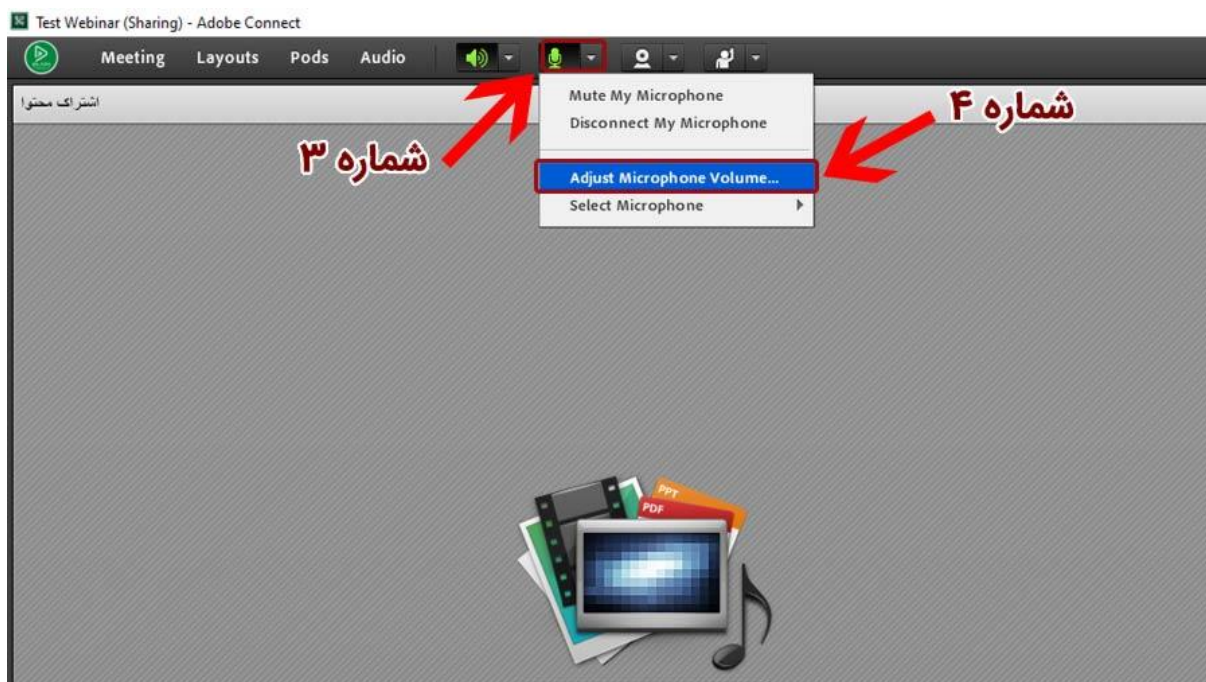 Test Webinar (Sharing) - Adobe Connect
Meeting Layouts Pods Audio
اشتراک محتوا
Mute My Microphone
Disconnect My Microphone
شماره ۴
شماره ۳
Adjust Microphone Volume...
Select Microphone
PPT
PDF